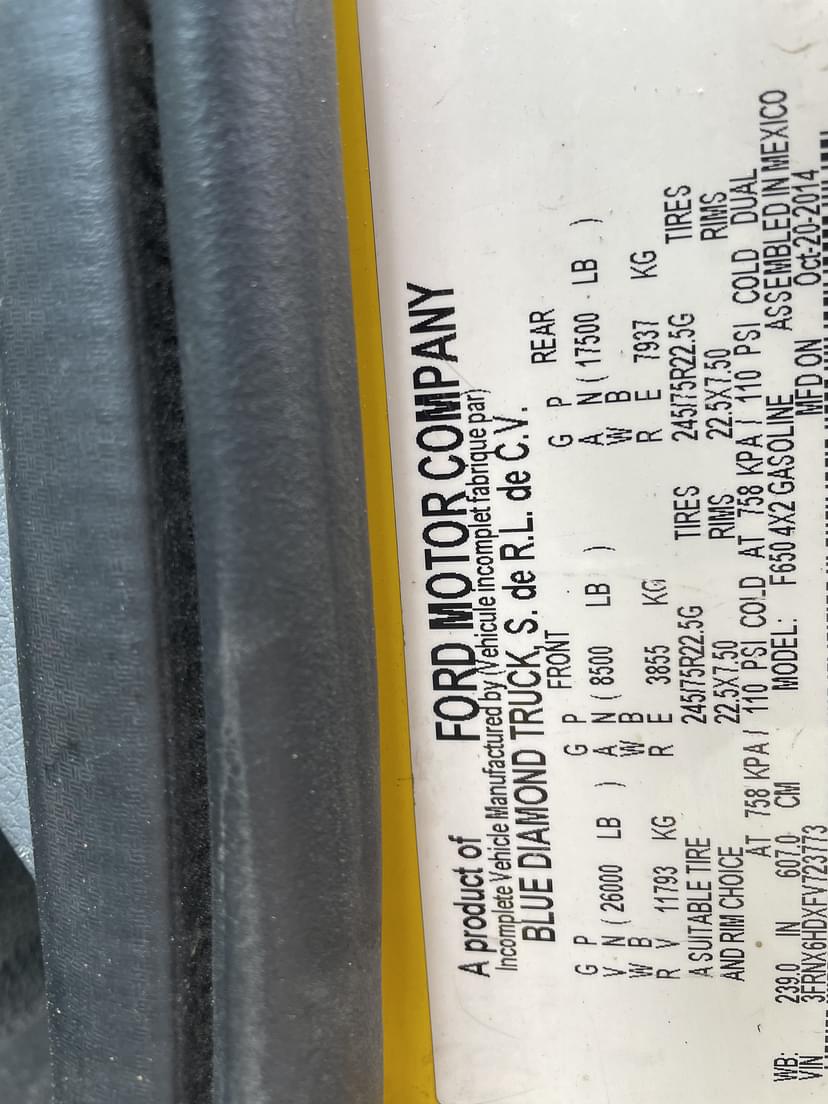 A product of FORD MOTOR COMPANY
Incomplete Vehicle Manufactured by (Vehicule incomplet fabrique par)
BLUE DIAMOND TRUCK, S. de R.L. de C.V.
FRONT REAR
G P G P G P
V N ( 26000 LB ) A N ( 8500 LB ) A N ( 17500 LB )
W B W B W B
R V 11793 KG R E 3855 KG R E 7937 KG
A SUITABLE TIRE 245/75R22.5G TIRES 245/75R22.5G TIRES
AND RIM CHOICE 22.5X7.50 RIMS 22.5X7.50 RIMS
AT 758 KPA / 110 PSI COLD AT 758 KPA / 110 PSI COLD DUAL
WB: 239.0 IN 607.0 CM MODEL: F650 4X2 GASOLINE ASSEMBLED IN MEXICO
VIN 3FRNX6HDXFV723773 MFD ON Oct-20-2014